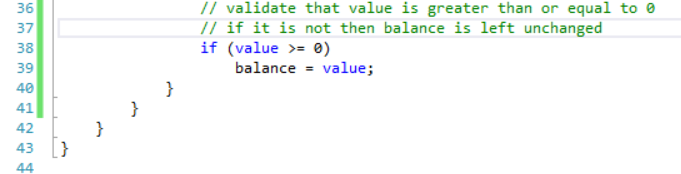 36 // validate that value is greater than or equal to 0
37 // if it is not then balance is left unchanged
38 if (value >= 0)
39 balance = value;
40 }
41 }
42 }
43 }
44